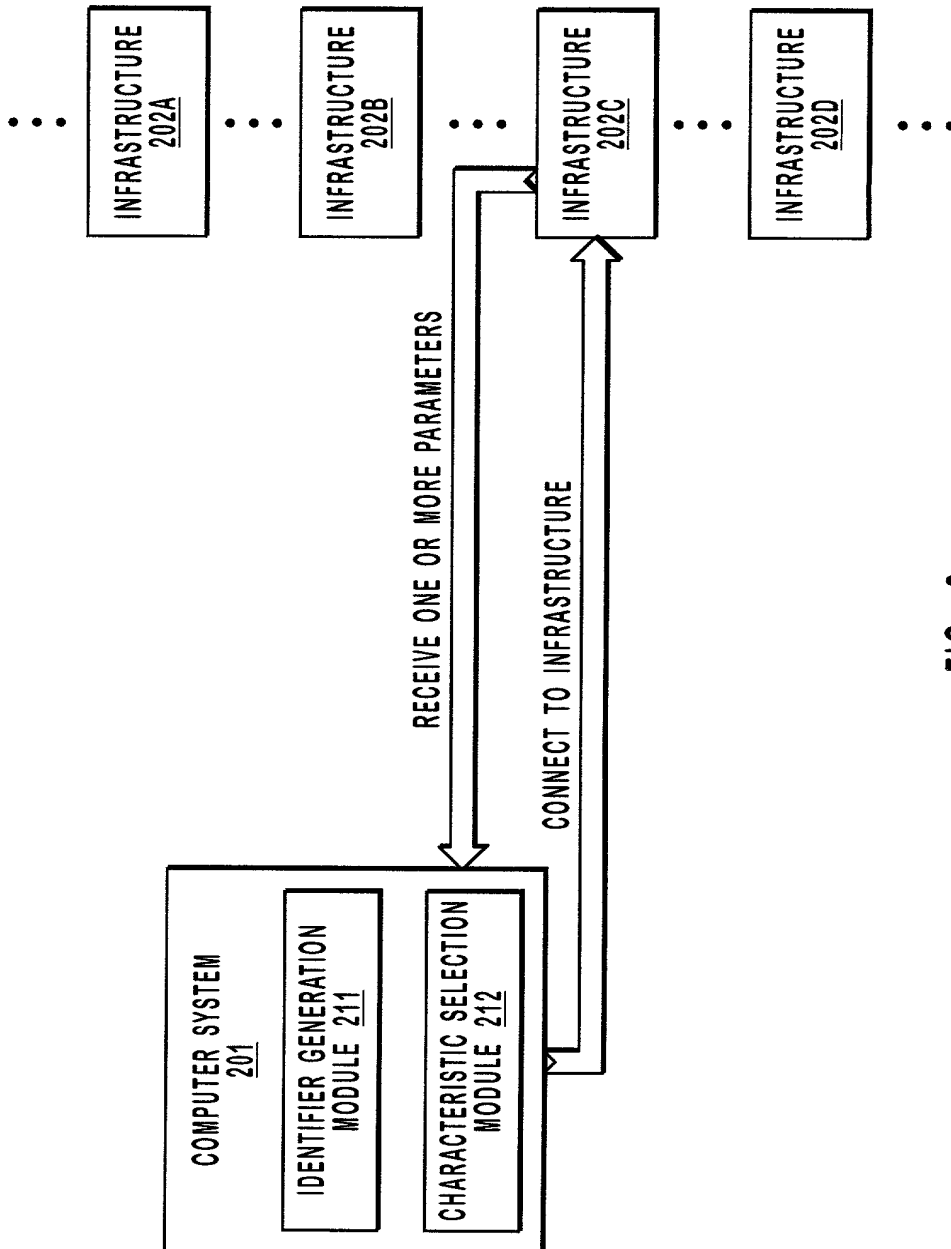 COMPUTER SYSTEM
201
IDENTIFIER GENERATION
MODULE 211
CHARACTERISTIC SELECTION
MODULE 212
RECEIVE ONE OR MORE PARAMETERS
CONNECT TO INFRASTRUCTURE
INFRASTRUCTURE
202A
INFRASTRUCTURE
202B
INFRASTRUCTURE
202C
INFRASTRUCTURE
202D